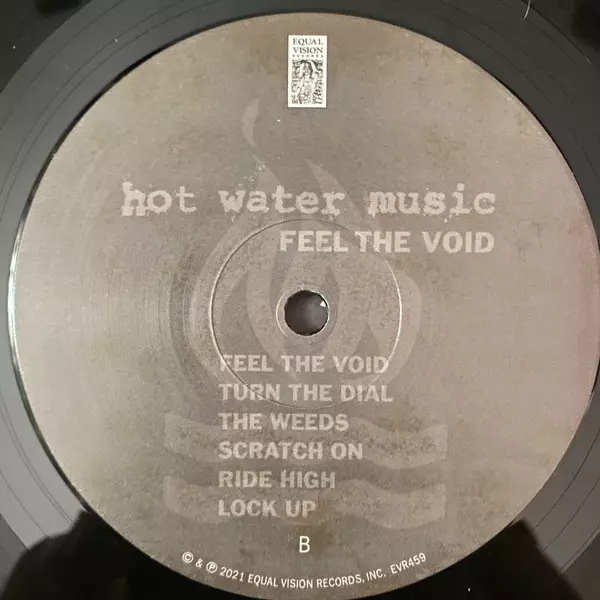 EQUAL
VISION
RECORDS
hot water music
FEEL THE VOID
FEEL THE VOID
TURN THE DIAL
THE WEEDS
SCRATCH ON
RIDE HIGH
LOCK UP
B
© & ℗ 2021 EQUAL VISION RECORDS, INC. EVR459